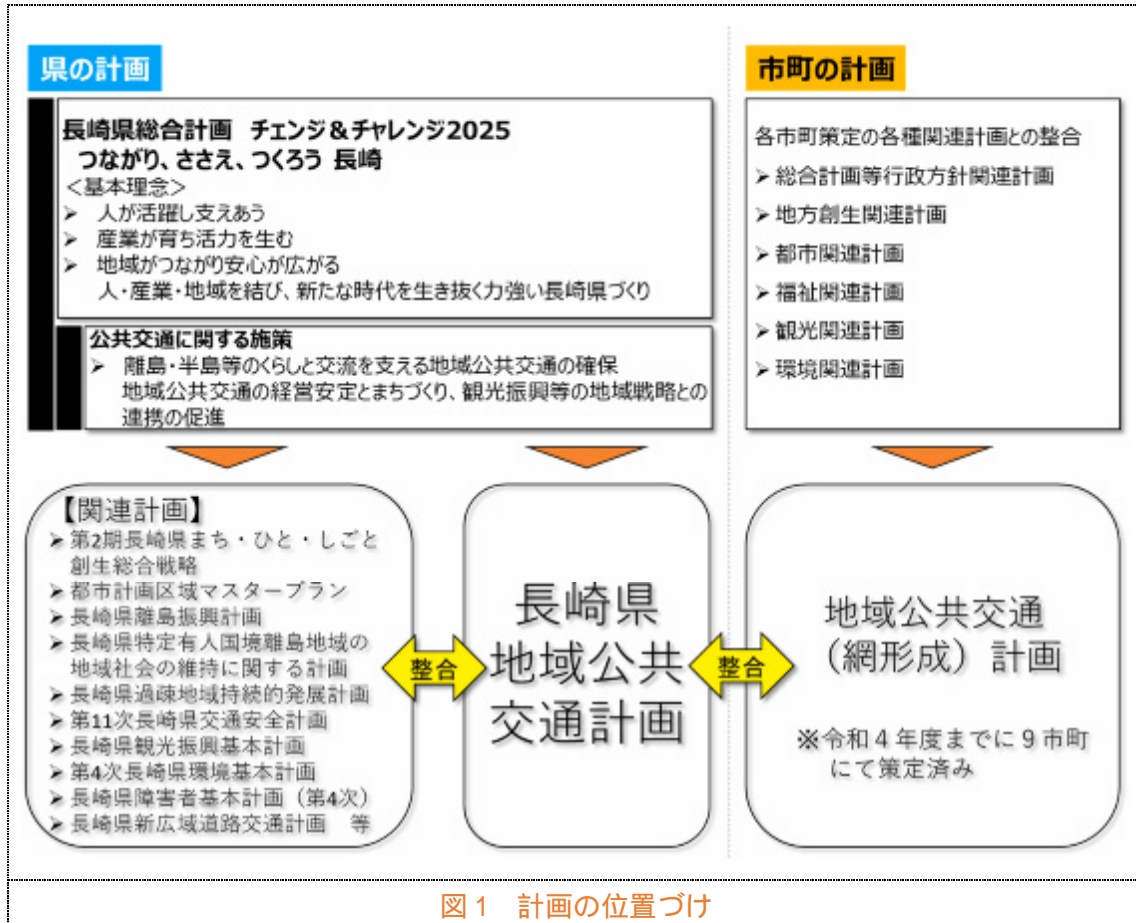 県の計画
長崎県総合計画 チェンジ&チャレンジ2025
つながり、ささえ、つくろう 長崎
＜基本理念＞
➢ 人が活躍し支えあう
➢ 産業が育ち活力を生む
➢ 地域がつながり安心が広がる
人・産業・地域を結び、新たな時代を生き抜く力強い長崎県づくり
公共交通に関する施策
➢ 離島・半島等のくらしと交流を支える地域公共交通の確保
地域公共交通の経営安定とまちづくり、観光振興等の地域戦略との
連携の促進
市町の計画
各市町策定の各種関連計画との整合
➢ 総合計画等行政方針関連計画
➢ 地方創生関連計画
➢ 都市関連計画
➢ 福祉関連計画
➢ 観光関連計画
➢ 環境関連計画
【関連計画】
➢ 第2期長崎県まち・ひと・しごと
創生総合戦略
➢ 都市計画区域マスタープラン
➢ 長崎県離島振興計画
➢ 長崎県特定有人国境離島地域の
地域社会の維持に関する計画
➢ 長崎県過疎地域持続的発展計画
➢ 第11次長崎県交通安全計画
➢ 長崎県観光振興基本計画
➢ 第4次長崎県環境基本計画
➢ 長崎県障害者基本計画（第4次）
➢ 長崎県新広域道路交通計画 等
整合
長崎県
地域公共
交通計画
整合
地域公共交通
（網形成）計画
※令和４年度までに９市町
にて策定済み
図１ 計画の位置づけ